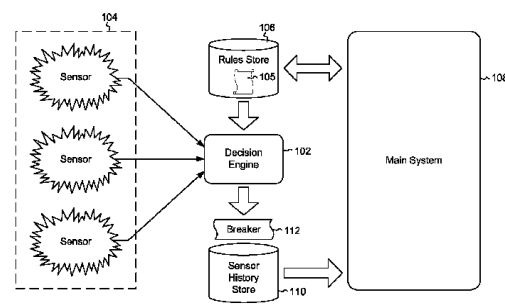 104
Sensor
Sensor
Sensor
106
Rules Store
105
Decision
Engine
102
Breaker
112
Sensor
History
Store
110
Main System
108